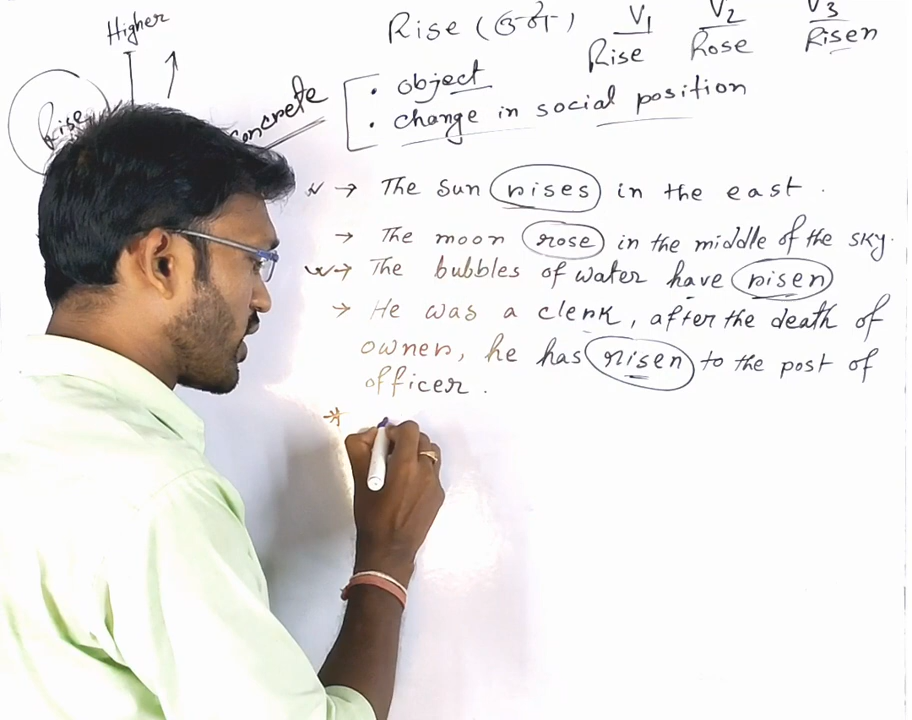 Higher
Rise
Concrete
Rise (
V1 V2 V3
Rise Rose Risen
• object
• change in social position
→ The sun rises in the east.
→ The moon rose in the middle of the sky.
→ The bubbles of water have risen
→ He was a clerk, after the death of
owner, he has risen to the post of
officer.
*